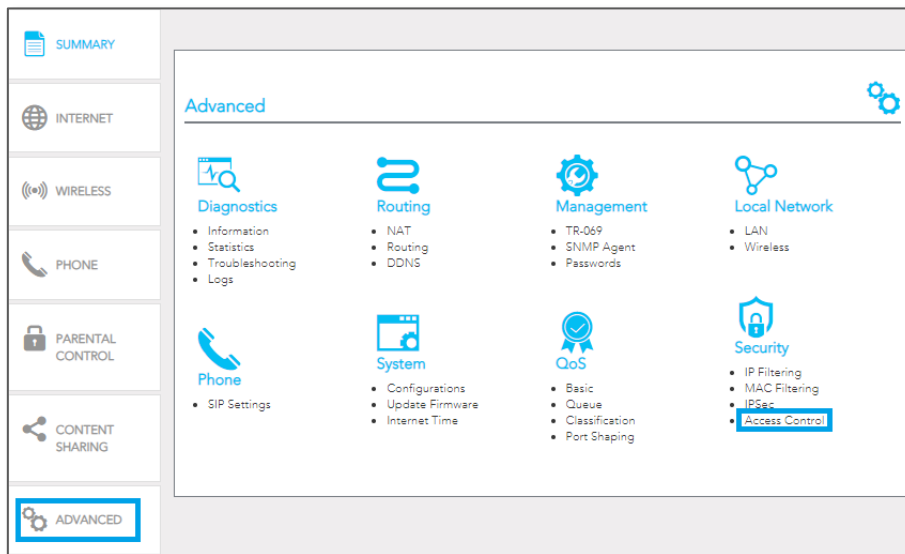 SUMMARY
INTERNET
WIRELESS
PHONE
PARENTAL
CONTROL
CONTENT
SHARING
ADVANCED
Advanced
Diagnostics
• Information
• Statistics
• Troubleshooting
• Logs
Routing
• NAT
• Routing
• DDNS
Management
• TR-069
• SNMP Agent
• Passwords
Local Network
• LAN
• Wireless
Phone
• SIP Settings
System
• Configurations
• Update Firmware
• Internet Time
QoS
• Basic
• Queue
• Classification
• Port Shaping
Security
• IP Filtering
• MAC Filtering
• IPSec
• Access Control